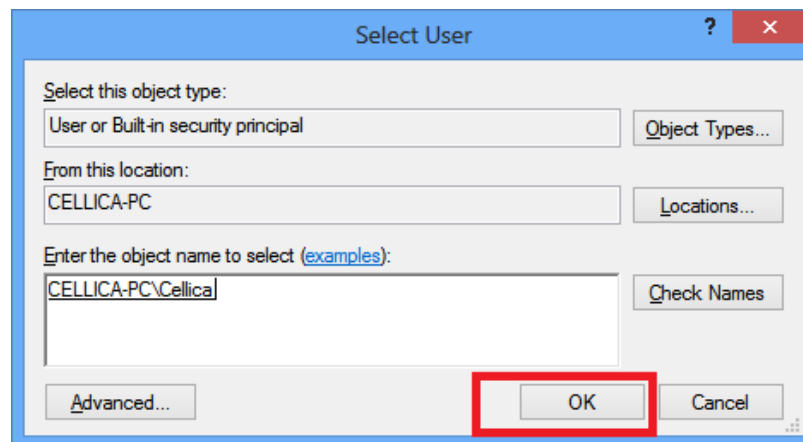 Select User
?
Select this object type:
User or Built-in security principal
Object Types...
From this location:
CELLICA-PC
Locations...
Enter the object name to select (examples):
CELLICA-PC\Cellica
Check Names
Advanced...
OK
Cancel